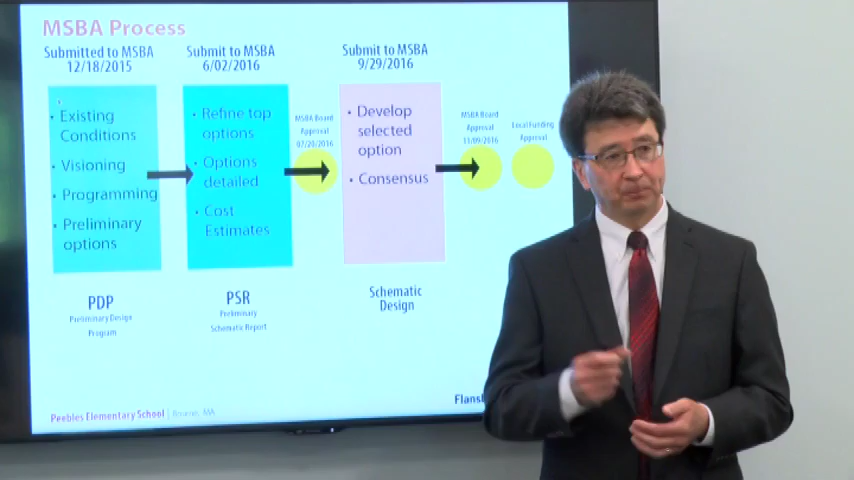 MSBA Process
Submitted to MSBA
12/18/2015
• Existing
Conditions
• Visioning
• Programming
• Preliminary
options
PDP
Preliminary Design
Program
Submit to MSBA
6/02/2016
• Refine top
options
• Options
detailed
• Cost
Estimates
PSR
Preliminary
Schematic Report
MSBA Board
Approval
07/20/2016
Submit to MSBA
9/29/2016
• Develop
selected
option
• Consensus
Schematic
Design
MSBA Board
Approval
11/09/2016
Local Funding
Approval
Peebles Elementary School | Bourne, MA